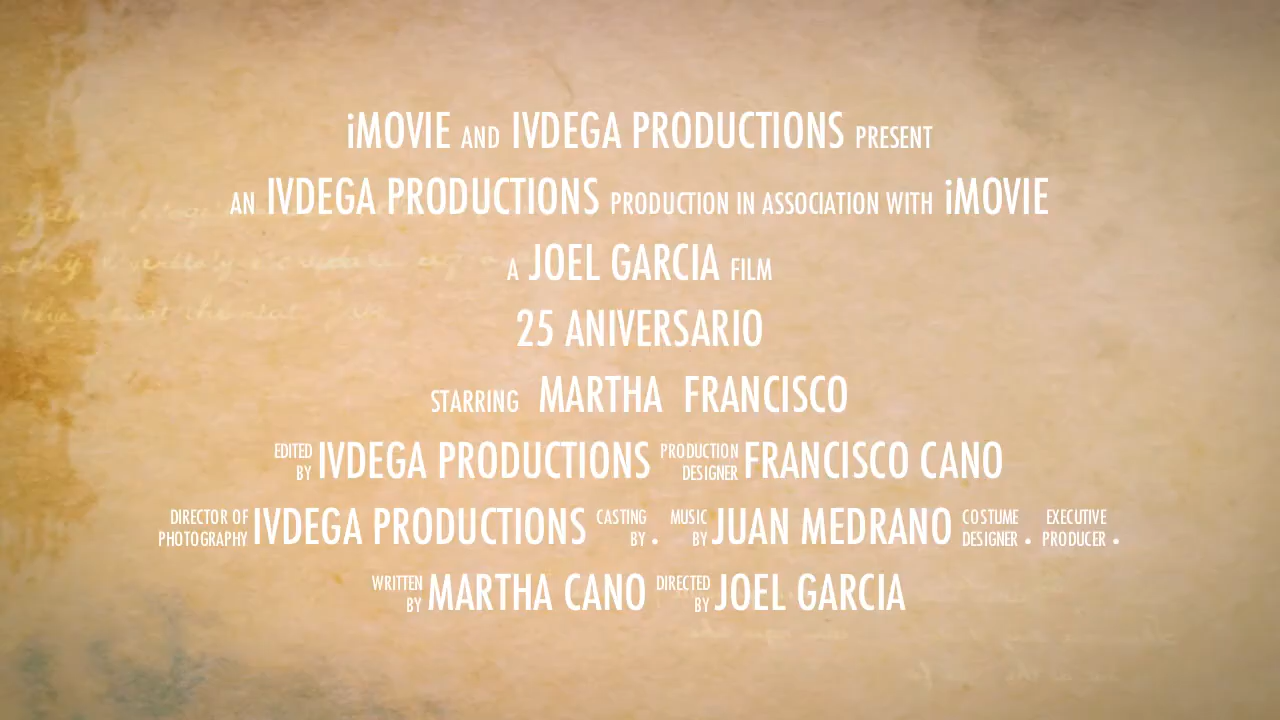 iMOVIE AND IVDEGA PRODUCTIONS PRESENT
AN IVDEGA PRODUCTIONS PRODUCTION IN ASSOCIATION WITH iMOVIE
A JOEL GARCIA FILM
25 ANIVERSARIO
STARRING MARTHA FRANCISCO
EDITED BY IVDEGA PRODUCTIONS PRODUCTION DESIGNER FRANCISCO CANO
DIRECTOR OF PHOTOGRAPHY IVDEGA PRODUCTIONS CASTING BY . MUSIC BY JUAN MEDRANO COSTUME DESIGNER . EXECUTIVE PRODUCER .
WRITTEN BY MARTHA CANO DIRECTED BY JOEL GARCIA